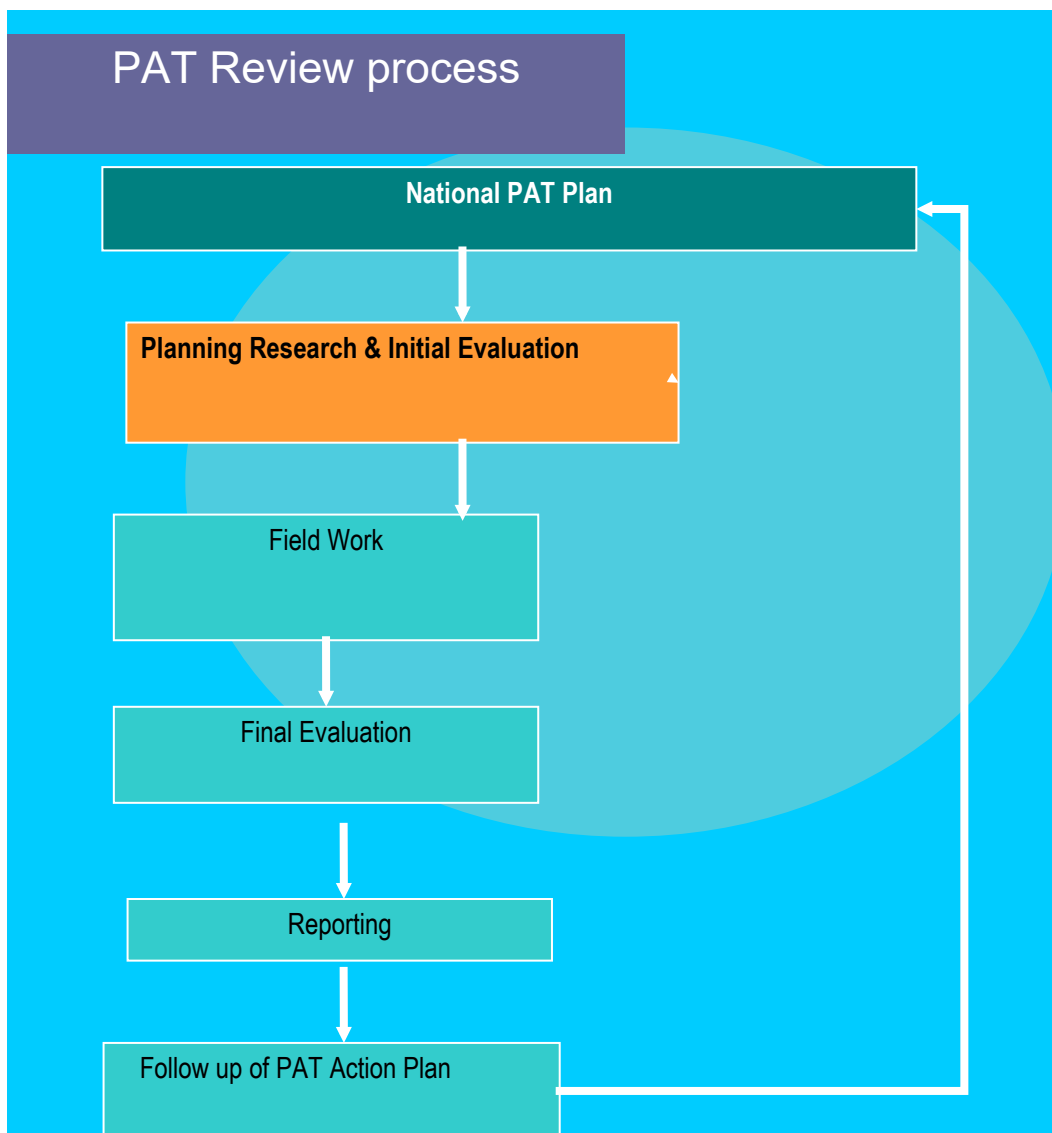 PAT Review process
National PAT Plan
Planning Research & Initial Evaluation
Field Work
Final Evaluation
Reporting
Follow up of PAT Action Plan